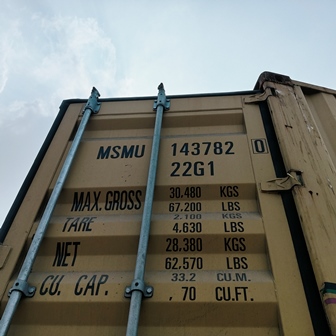 MSMU 143782 0
22G1
MAX. GROSS 30,480 KGS
67,200 LBS
TARE 2,100 KGS
4,630 LBS
NET 28,380 KGS
62,570 LBS
CU. CAP. 33.2 CU.M.
, 70 CU.FT.